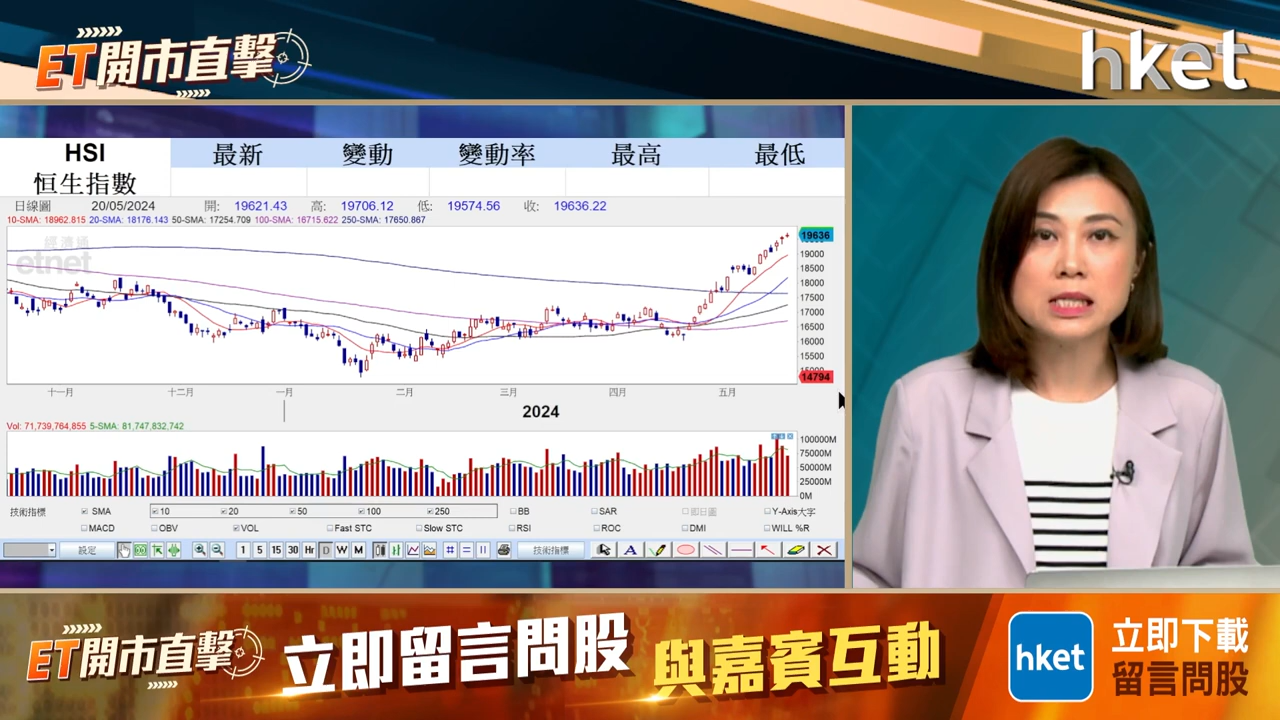 ET開市直擊
hket
HSI 最新 變動 變動率 最高 最低
恒生指數
日線圖 20/05/2024 開: 19621.43 高: 19706.12 低: 19574.56 收: 19636.22
10-SMA: 18962.815 20-SMA: 18176.143 50-SMA: 17254.709 100-SMA: 16715.622 250-SMA: 17650.867
經濟通
etnet
19636
19000
18500
18000
17500
17000
16500
16000
15500
14794
十一月 十二月 一月 二月 三月 四月 五月
2024
Vol: 71,739,764,855 5-SMA: 81,747,832,742
100000M
75000M
50000M
25000M
0M
技術指標 SMA 10 20 50 100 250 BB SAR 即日圖 Y-Axis大字
MACD OBV VOL Fast STC Slow STC RSI ROC DMI WILL %R
設定 1 5 15 30 Hr D W M 技術指標 A
ET開市直擊
立即留言問股 與嘉賓互動
hket
立即下載
留言問股